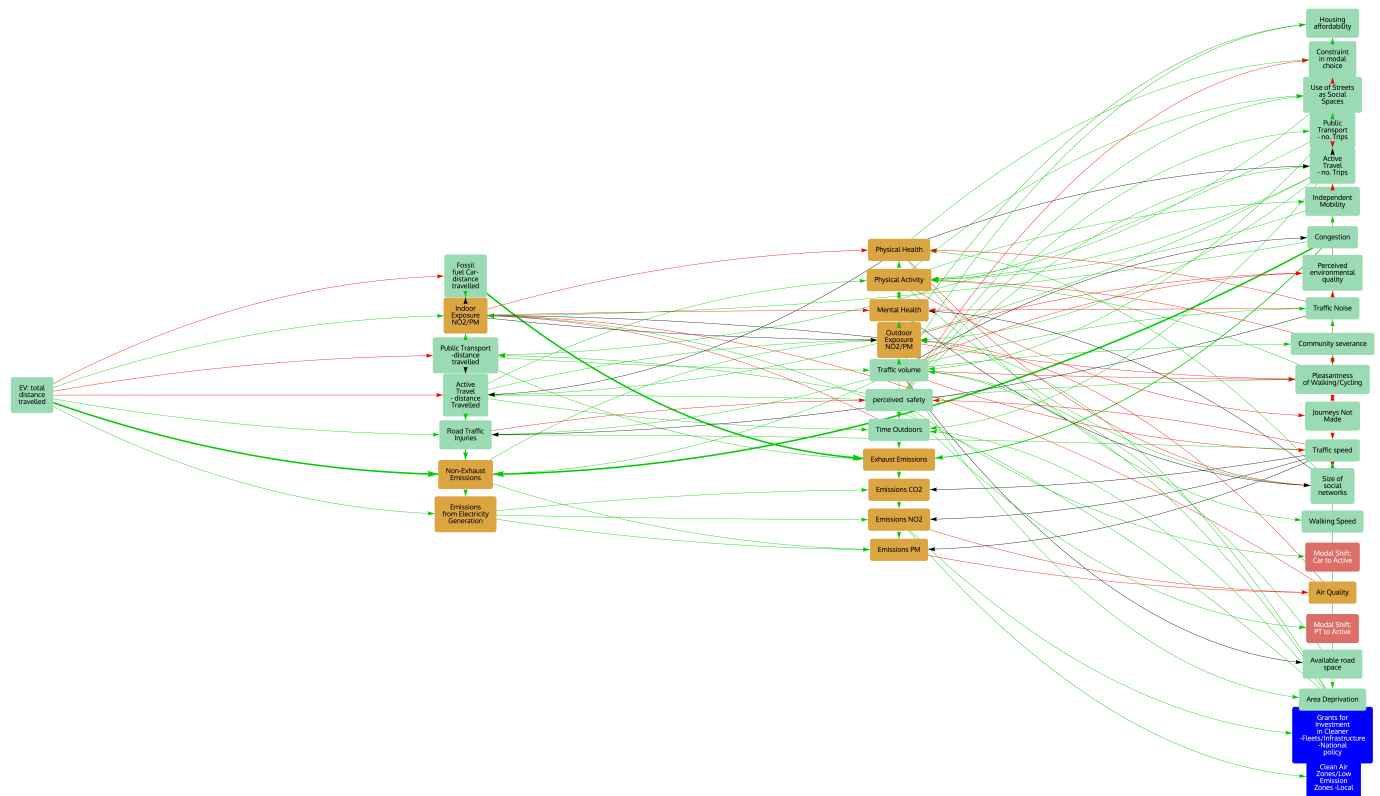 EV: total
distance
travelled
Fossil
fuel Car-
distance
travelled
Indoor
Exposure
NO2/PM
Public Transport
-distance
travelled
Active
Travel
- distance
Travelled
Road Traffic
Injuries
Non-Exhaust
Emissions
Emissions
from Electricity
Generation
Physical Health
Physical Activity
Mental Health
Outdoor
Exposure
NO2/PM
Traffic volume
perceived safety
Time Outdoors
Exhaust Emissions
Emissions CO2
Emissions NO2
Emissions PM
Housing
affordability
Constraint
in modal
choice
Use of Streets
as Social
Spaces
Public
Transport
- no. Trips
Active
Travel
- no. Trips
Independent
Mobility
Congestion
Perceived
environmental
quality
Traffic Noise
Community severance
Pleasantness
of Walking/Cycling
Journeys Not
Made
Traffic speed
Size of
social
networks
Walking Speed
Modal Shift:
Car to Active
Air Quality
Modal Shift:
PT to Active
Available road
space
Area Deprivation
Grants for
Investment
in Cleaner
-Fleets/Infrastructure
-National
policy
Clean Air
Zones/Low
Emission
Zones -Local